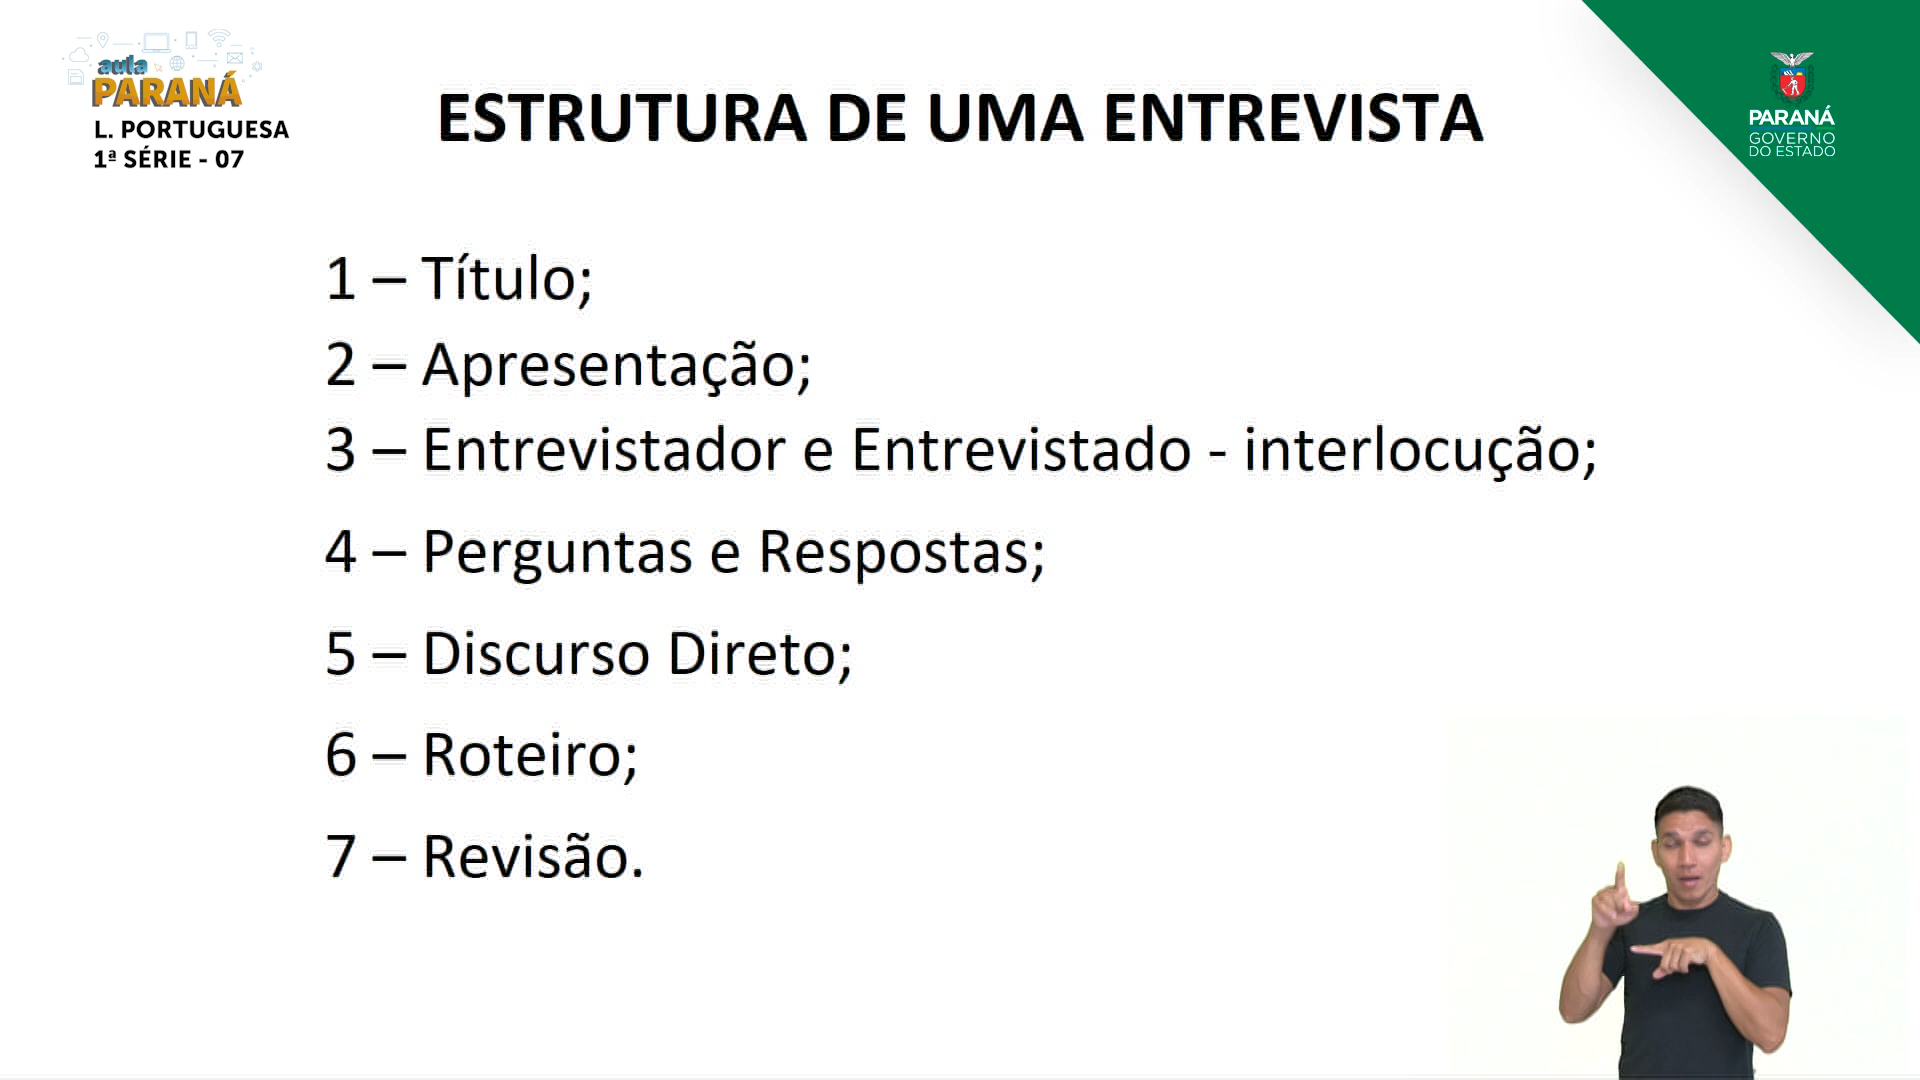 aula
PARANÁ
L. PORTUGUESA
1ª SÉRIE - 07
ESTRUTURA DE UMA ENTREVISTA
PARANÁ
GOVERNO
DO ESTADO
1 – Título;
2 – Apresentação;
3 – Entrevistador e Entrevistado - interlocução;
4 – Perguntas e Respostas;
5 – Discurso Direto;
6 – Roteiro;
7 – Revisão.